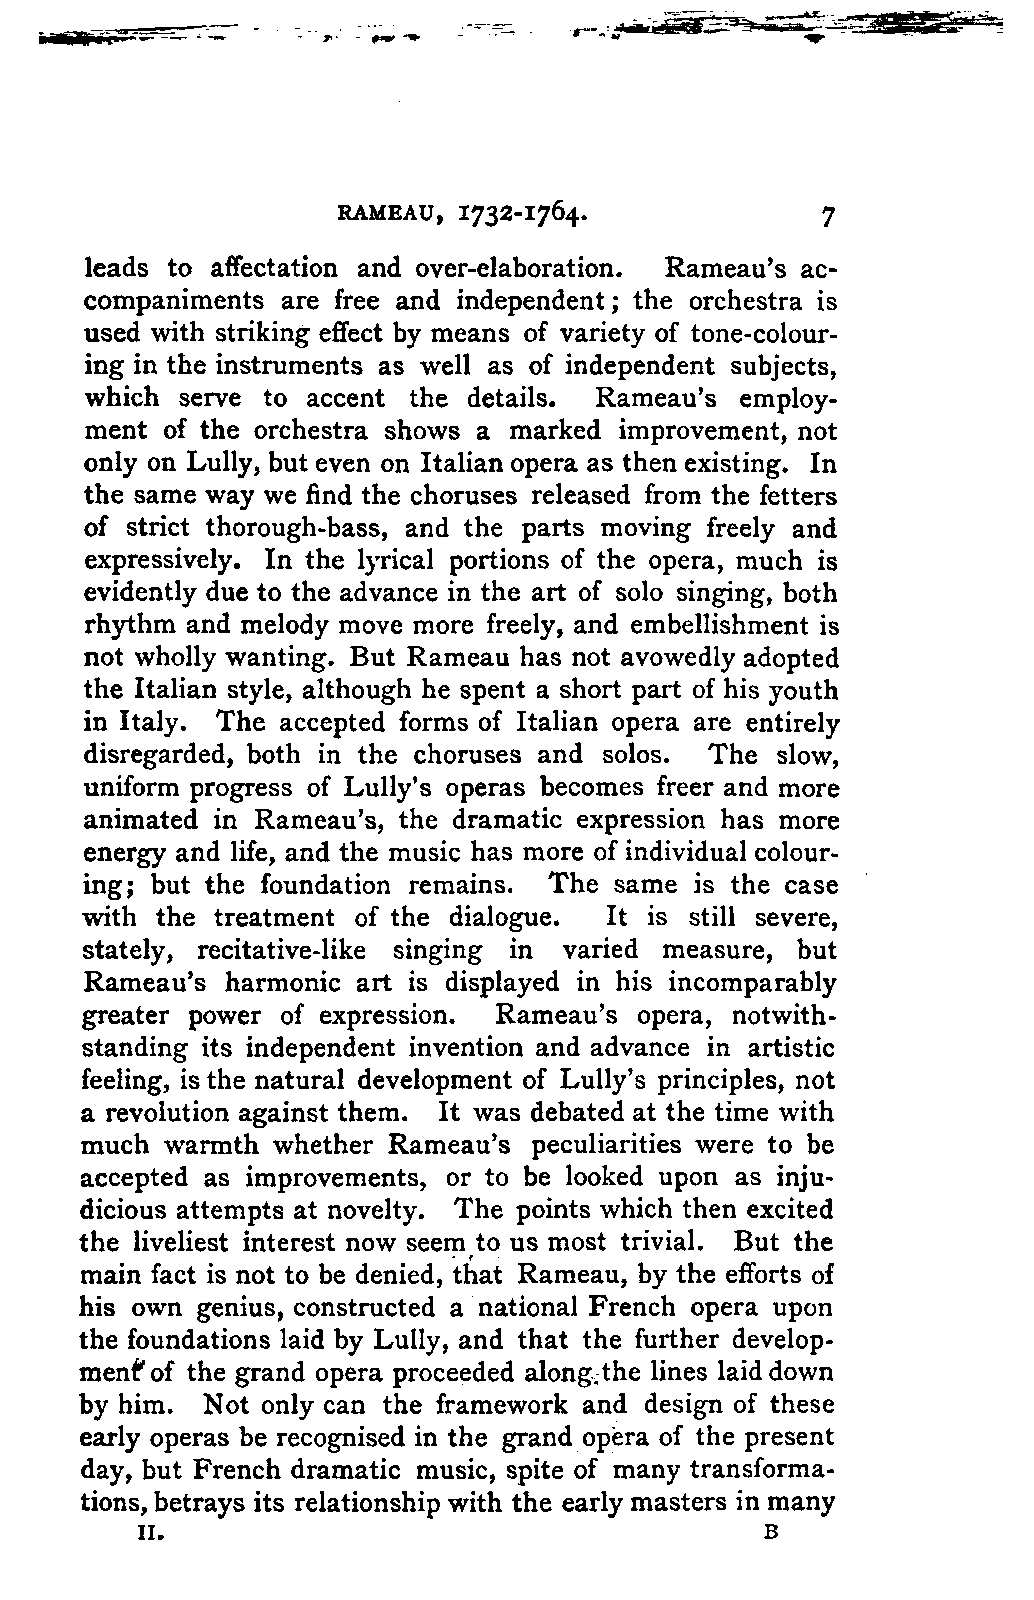 RAMEAU, 1732-1764. 7
leads to affectation and over-elaboration. Rameau's ac-
companiments are free and independent; the orchestra is
used with striking effect by means of variety of tone-colour-
ing in the instruments as well as of independent subjects,
which serve to accent the details. Rameau's employ-
ment of the orchestra shows a marked improvement, not
only on Lully, but even on Italian opera as then existing. In
the same way we find the choruses released from the fetters
of strict thorough-bass, and the parts moving freely and
expressively. In the lyrical portions of the opera, much is
evidently due to the advance in the art of solo singing, both
rhythm and melody move more freely, and embellishment is
not wholly wanting. But Rameau has not avowedly adopted
the Italian style, although he spent a short part of his youth
in Italy. The accepted forms of Italian opera are entirely
disregarded, both in the choruses and solos. The slow,
uniform progress of Lully's operas becomes freer and more
animated in Rameau's, the dramatic expression has more
energy and life, and the music has more of individual colour-
ing; but the foundation remains. The same is the case
with the treatment of the dialogue. It is still severe,
stately, recitative-like singing in varied measure, but
Rameau's harmonic art is displayed in his incomparably
greater power of expression. Rameau's opera, notwith-
standing its independent invention and advance in artistic
feeling, is the natural development of Lully's principles, not
a revolution against them. It was debated at the time with
much warmth whether Rameau's peculiarities were to be
accepted as improvements, or to be looked upon as inju-
dicious attempts at novelty. The points which then excited
the liveliest interest now seem to us most trivial. But the
main fact is not to be denied, that Rameau, by the efforts of
his own genius, constructed a national French opera upon
the foundations laid by Lully, and that the further develop-
ment of the grand opera proceeded along the lines laid down
by him. Not only can the framework and design of these
early operas be recognised in the grand opera of the present
day, but French dramatic music, spite of many transforma-
tions, betrays its relationship with the early masters in many
II. B